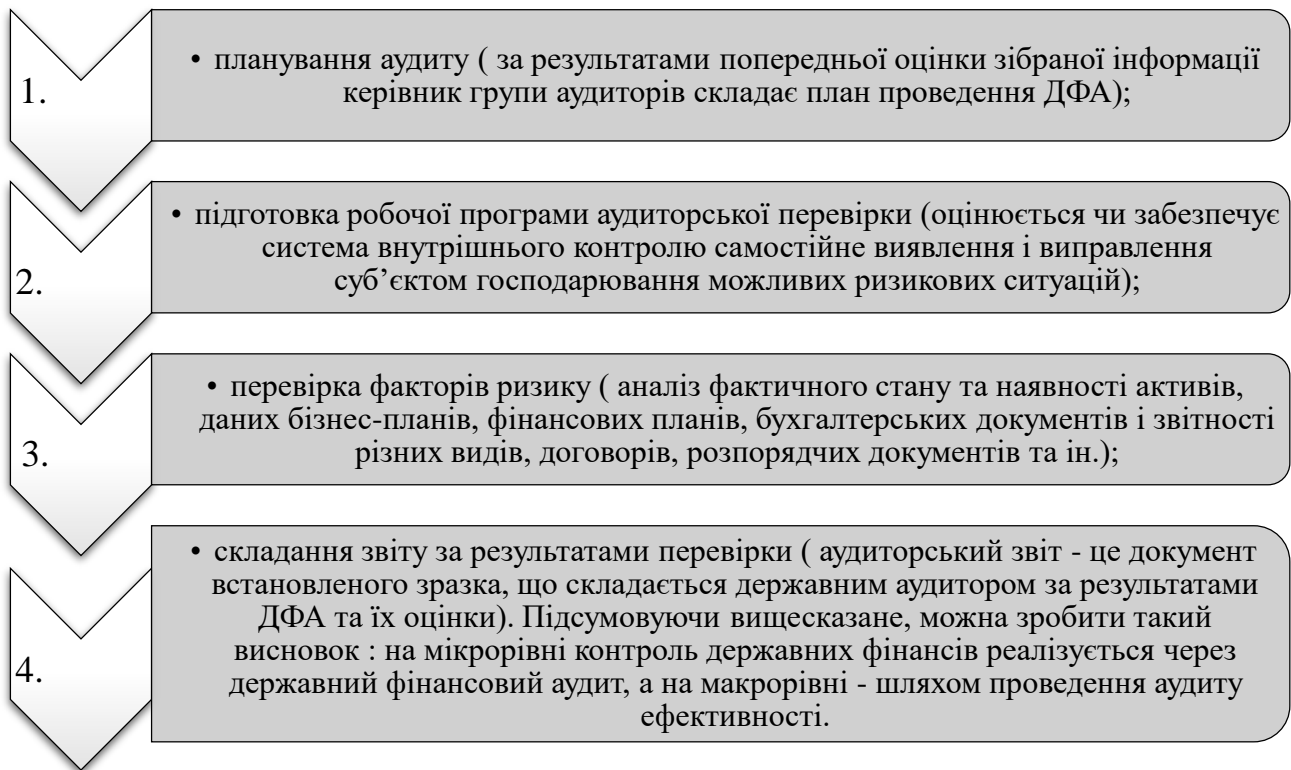 1.
• планування аудиту ( за результатами попередньої оцінки зібраної інформації
керівник групи аудиторів складає план проведення ДФА);
2.
• підготовка робочої програми аудиторської перевірки (оцінюється чи забезпечує
система внутрішнього контролю самостійне виявлення і виправлення
суб’єктом господарювання можливих ризикових ситуацій);
3.
• перевірка факторів ризику ( аналіз фактичного стану та наявності активів,
даних бізнес-планів, фінансових планів, бухгалтерських документів і звітності
різних видів, договорів, розпорядчих документів та ін.);
4.
• складання звіту за результатами перевірки ( аудиторський звіт - це документ
встановленого зразка, що складається державним аудитором за результатами
ДФА та їх оцінки). Підсумовуючи вищесказане, можна зробити такий
висновок : на мікрорівні контроль державних фінансів реалізується через
державний фінансовий аудит, а на макрорівні - шляхом проведення аудиту
ефективності.